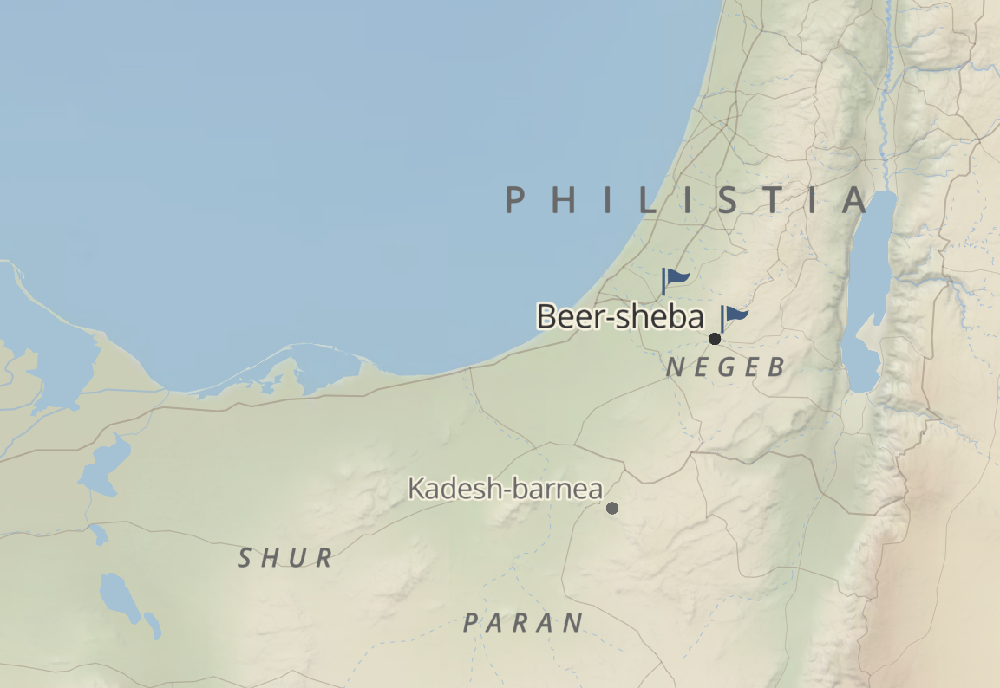 PHILISTIA
Beer-sheba
NEGEB
Kadesh-barnea
SHUR
PARAN